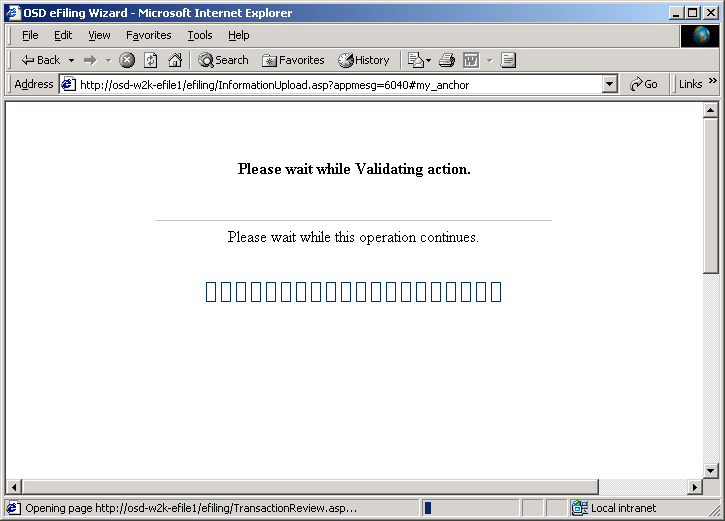 OSD eFiling Wizard - Microsoft Internet Explorer
File Edit View Favorites Tools Help
Back Search Favorites History
Address http://osd-w2k-efile1/efiling/InformationUpload.asp?appmesg=6040#my_anchor Go Links »
Please wait while Validating action.
Please wait while this operation continues.
Opening page http://osd-w2k-efile1/efiling/TransactionReview.asp... Local intranet